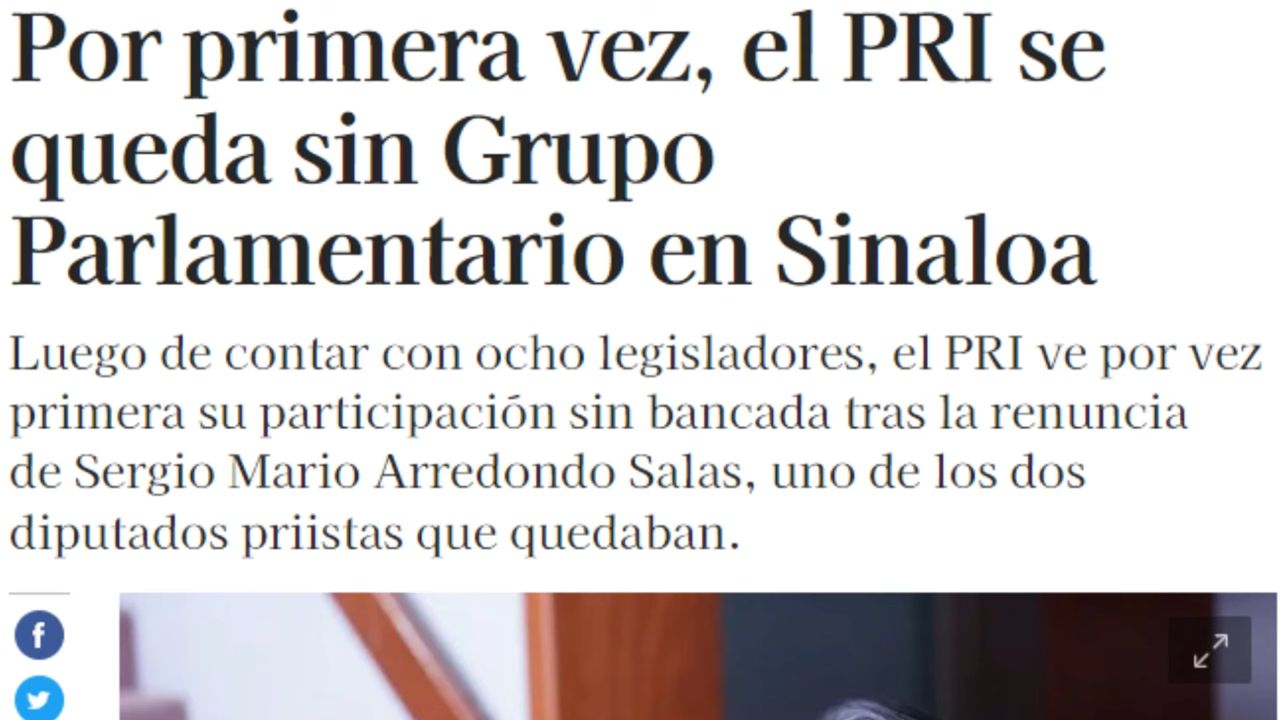 Por primera vez, el PRI se
queda sin Grupo
Parlamentario en Sinaloa
Luego de contar con ocho legisladores, el PRI ve por vez
primera su participación sin bancada tras la renuncia
de Sergio Mario Arredondo Salas, uno de los dos
diputados priistas que quedaban.